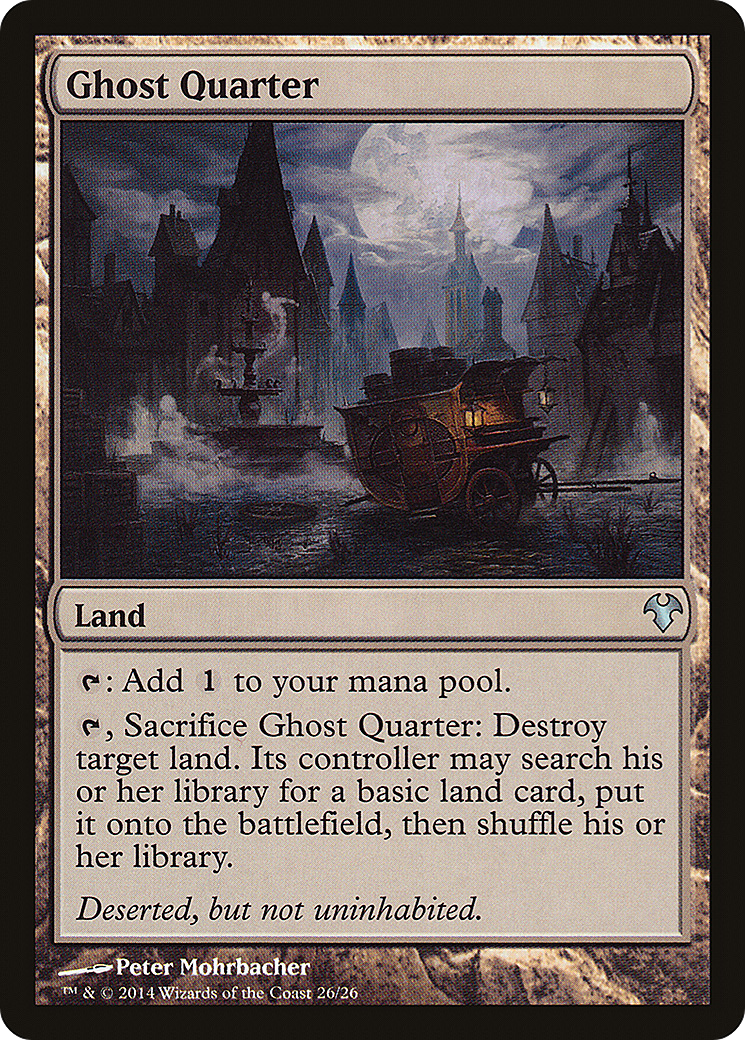 Ghost Quarter
Land
: Add 1 to your mana pool.
, Sacrifice Ghost Quarter: Destroy
target land. Its controller may search his
or her library for a basic land card, put
it onto the battlefield, then shuffle his or
her library.
Deserted, but not uninhabited.
Peter Mohrbacher
™ & © 2014 Wizards of the Coast 26/26